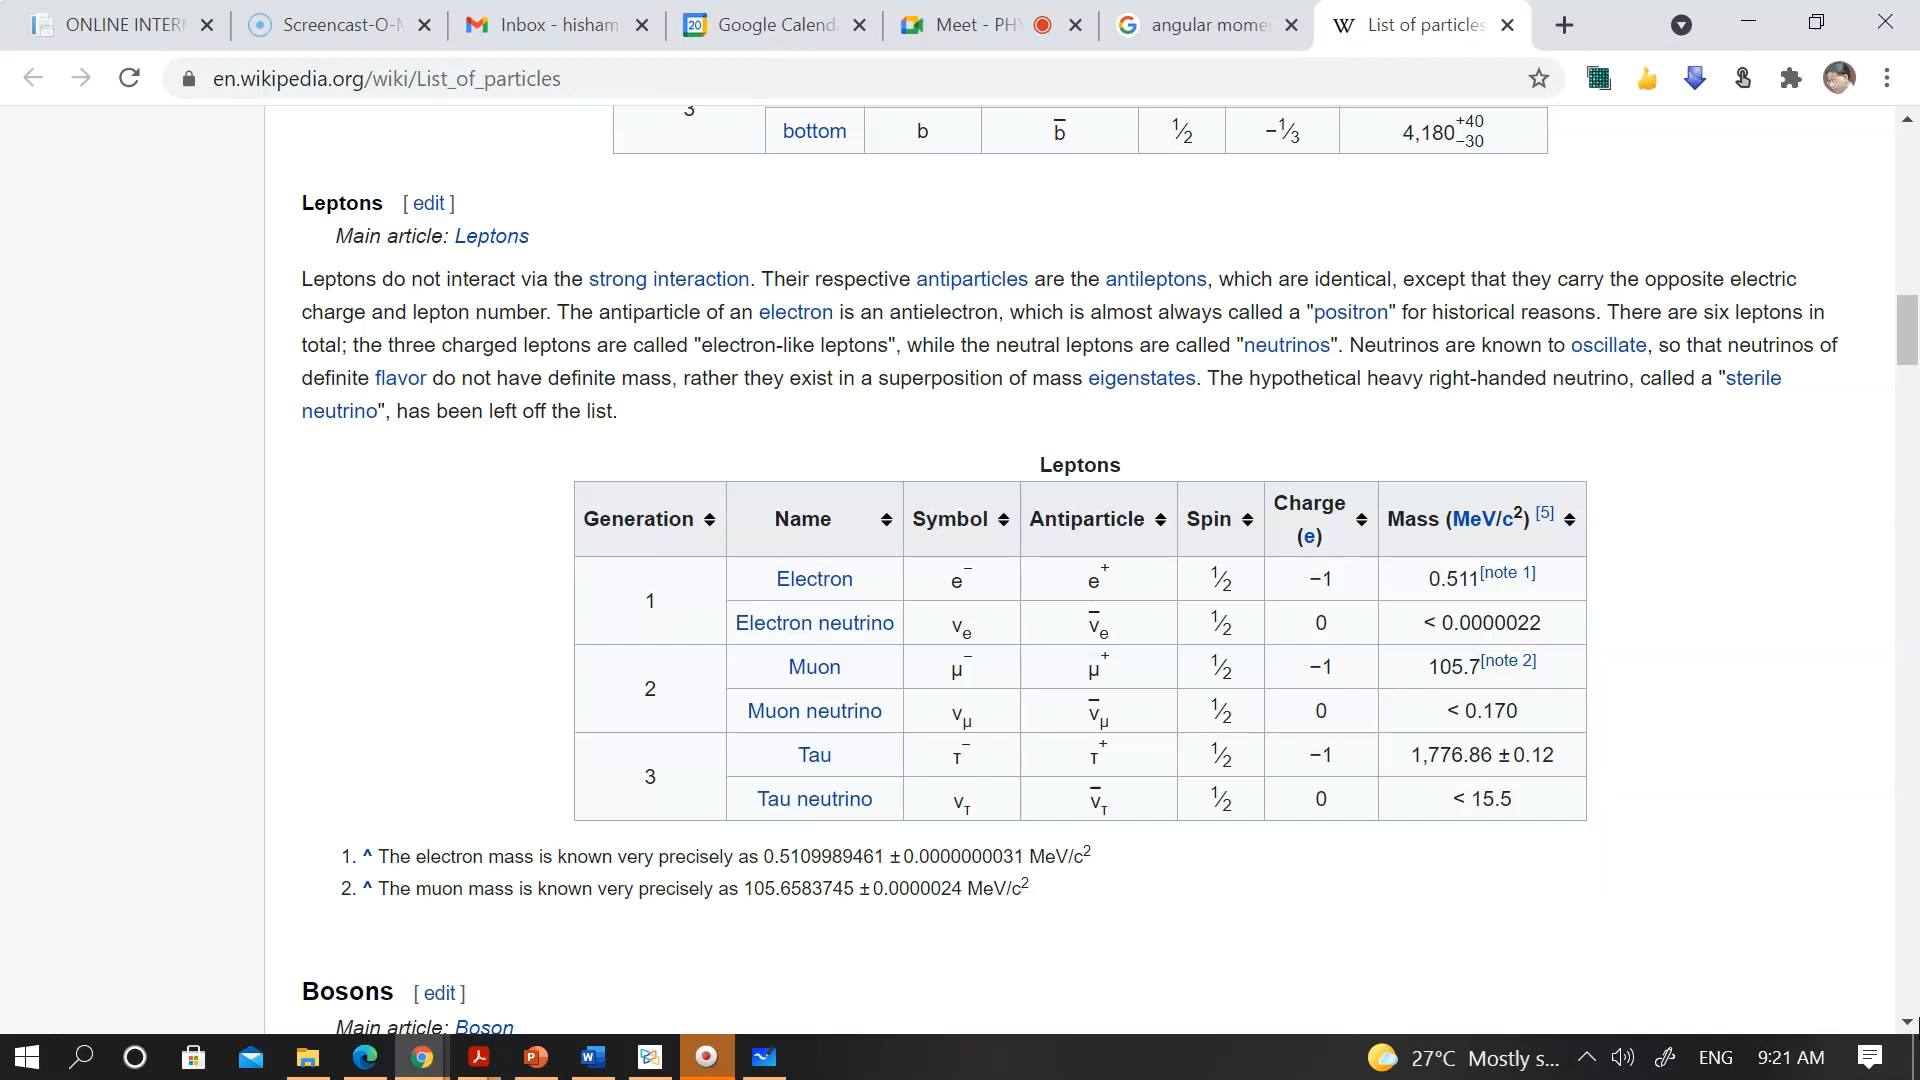 ONLINE INTERN Screencast-O-M Inbox - hisham Google Calenda Meet - PHY angular mome List of particles
en.wikipedia.org/wiki/List_of_particles
3
bottom b b̅ ½ −⅓ 4,180 +40 −30
Leptons [ edit ]
Main article: Leptons
Leptons do not interact via the strong interaction. Their respective antiparticles are the antileptons, which are identical, except that they carry the opposite electric
charge and lepton number. The antiparticle of an electron is an antielectron, which is almost always called a "positron" for historical reasons. There are six leptons in
total; the three charged leptons are called "electron-like leptons", while the neutral leptons are called "neutrinos". Neutrinos are known to oscillate, so that neutrinos of
definite flavor do not have definite mass, rather they exist in a superposition of mass eigenstates. The hypothetical heavy right-handed neutrino, called a "sterile
neutrino", has been left off the list.
Leptons
Generation Name Symbol Antiparticle Spin Charge (e) Mass (MeV/c²) [5]
1 Electron e⁻ e⁺ ½ −1 0.511[note 1]
Electron neutrino νe ν̅e ½ 0 < 0.0000022
2 Muon μ⁻ μ⁺ ½ −1 105.7[note 2]
Muon neutrino νμ ν̅μ ½ 0 < 0.170
3 Tau τ⁻ τ⁺ ½ −1 1,776.86 ±0.12
Tau neutrino ντ ν̅τ ½ 0 < 15.5
1. ^ The electron mass is known very precisely as 0.5109989461 ±0.0000000031 MeV/c²
2. ^ The muon mass is known very precisely as 105.6583745 ±0.0000024 MeV/c²
Bosons [ edit ]
Main article: Boson
27°C Mostly s... ENG 9:21 AM